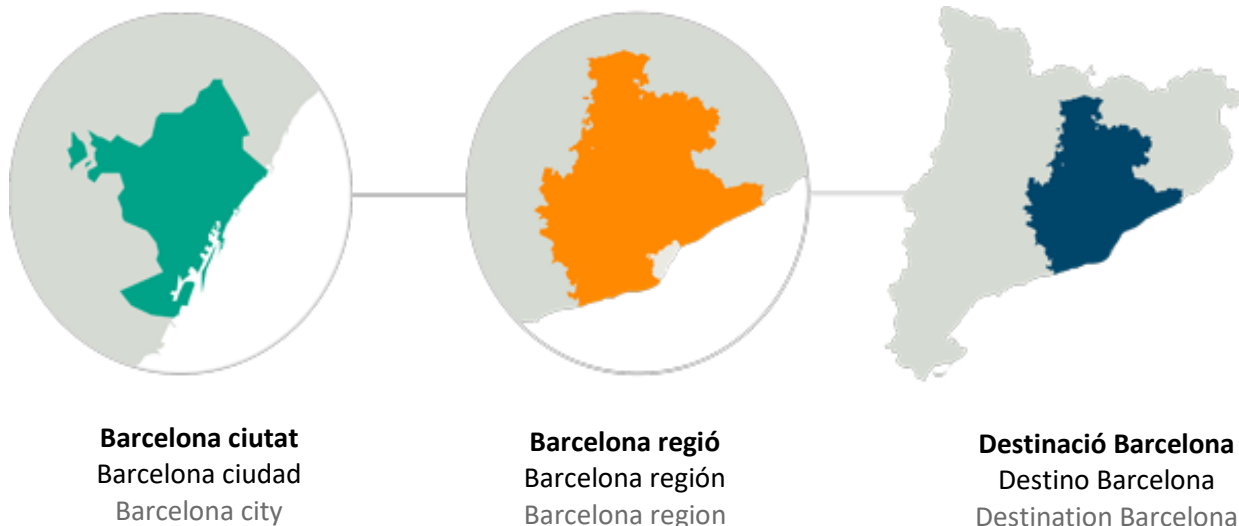 Barcelona ciutat
Barcelona ciudad
Barcelona city
Barcelona regió
Barcelona región
Barcelona region
Destinació Barcelona
Destino Barcelona
Destination Barcelona